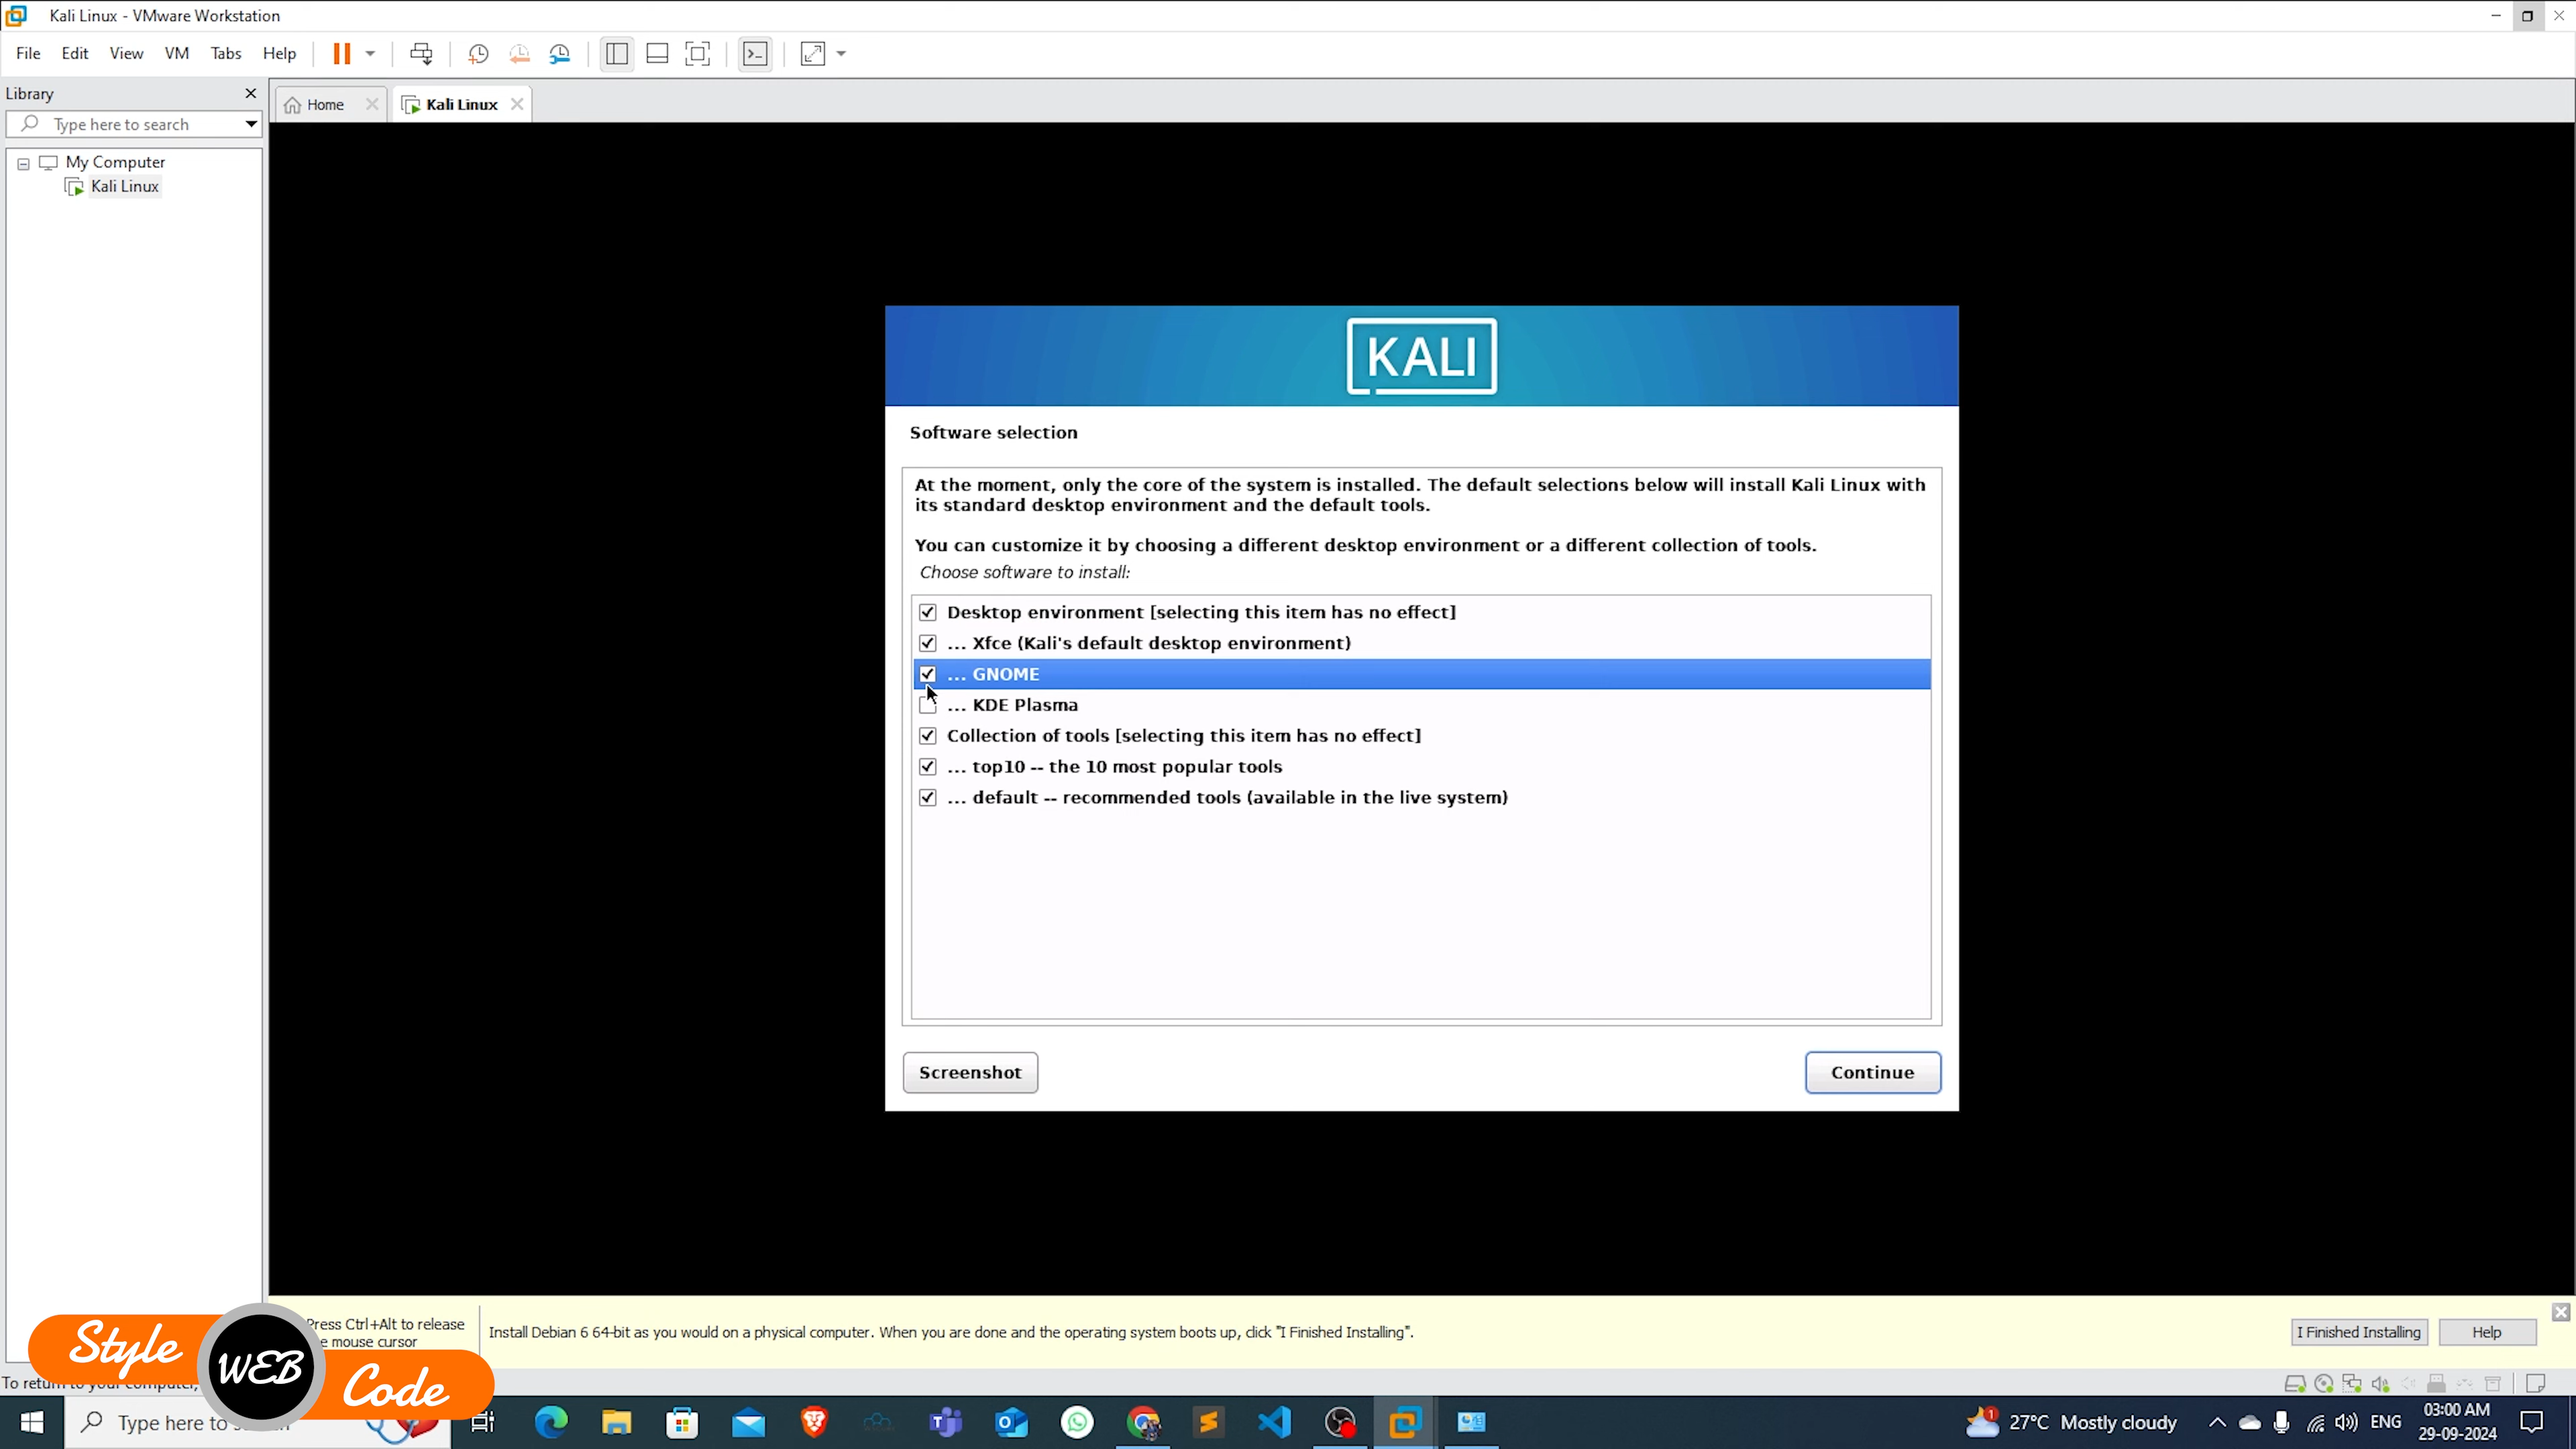 Kali Linux - VMware Workstation
File Edit View VM Tabs Help
Library
Home
Kali Linux
Type here to search
My Computer
Kali Linux
KALI
Software selection
At the moment, only the core of the system is installed. The default selections below will install Kali Linux with
its standard desktop environment and the default tools.
You can customize it by choosing a different desktop environment or a different collection of tools.
Choose software to install:
Desktop environment [selecting this item has no effect]
... Xfce (Kali's default desktop environment)
... GNOME
... KDE Plasma
Collection of tools [selecting this item has no effect]
... top10 -- the 10 most popular tools
... default -- recommended tools (available in the live system)
Screenshot
Continue
Press Ctrl+Alt to release
mouse cursor
Install Debian 6 64-bit as you would on a physical computer. When you are done and the operating system boots up, click "I Finished Installing".
I Finished Installing
Help
Style
WEB
Code
To return to your computer,
Type here to
27°C Mostly cloudy
1
ENG
03:00 AM
29-09-2024